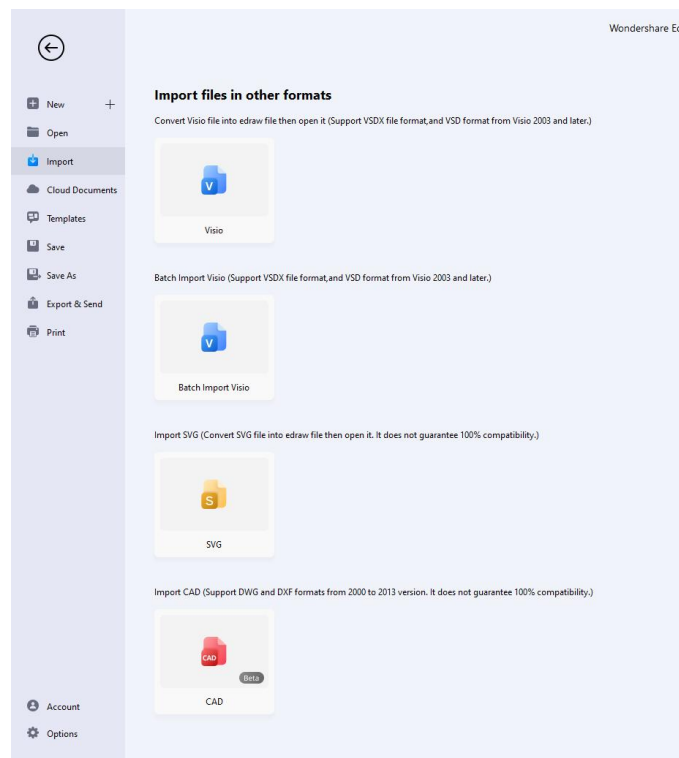 Wondershare Ed
New
Open
Import
Cloud Documents
Templates
Save
Save As
Export & Send
Print
Account
Options
Import files in other formats
Convert Visio file into edraw file then open it (Support VSDX file format,and VSD format from Visio 2003 and later.)
V
Visio
Batch Import Visio (Support VSDX file format,and VSD format from Visio 2003 and later.)
V
Batch Import Visio
Import SVG (Convert SVG file into edraw file then open it. It does not guarantee 100% compatibility.)
S
SVG
Import CAD (Support DWG and DXF formats from 2000 to 2013 version. It does not guarantee 100% compatibility.)
CAD
Beta
CAD